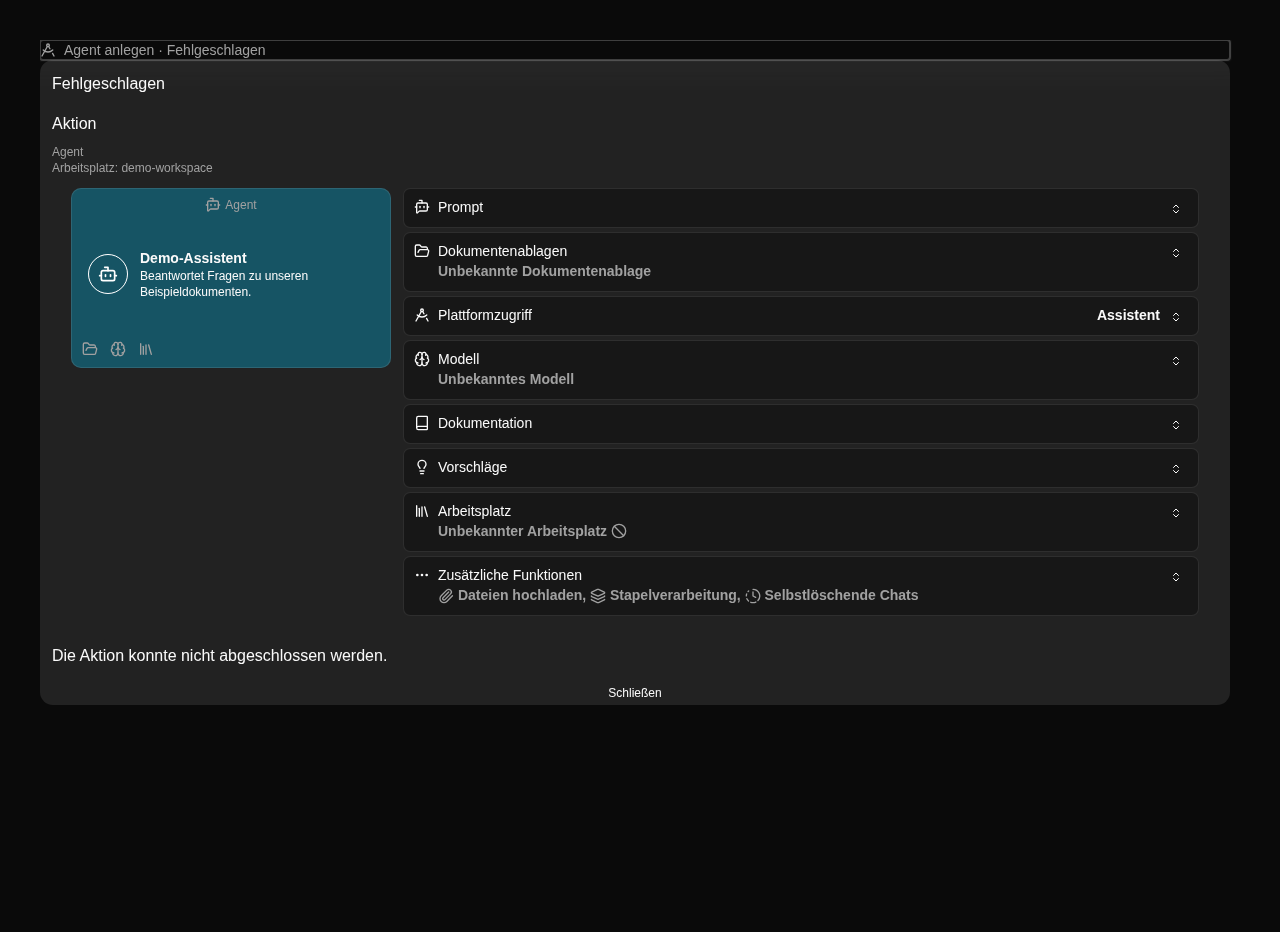 Agent anlegen · Fehlgeschlagen
Fehlgeschlagen
Aktion
Agent
Arbeitsplatz: demo-workspace
Agent
Demo-Assistent
Beantwortet Fragen zu unseren
Beispieldokumenten.
Prompt
Dokumentenablagen
Unbekannte Dokumentenablage
Plattformzugriff Assistent
Modell
Unbekanntes Modell
Dokumentation
Vorschläge
Arbeitsplatz
Unbekannter Arbeitsplatz
Zusätzliche Funktionen
Dateien hochladen, Stapelverarbeitung, Selbstlöschende Chats
Die Aktion konnte nicht abgeschlossen werden.
Schließen